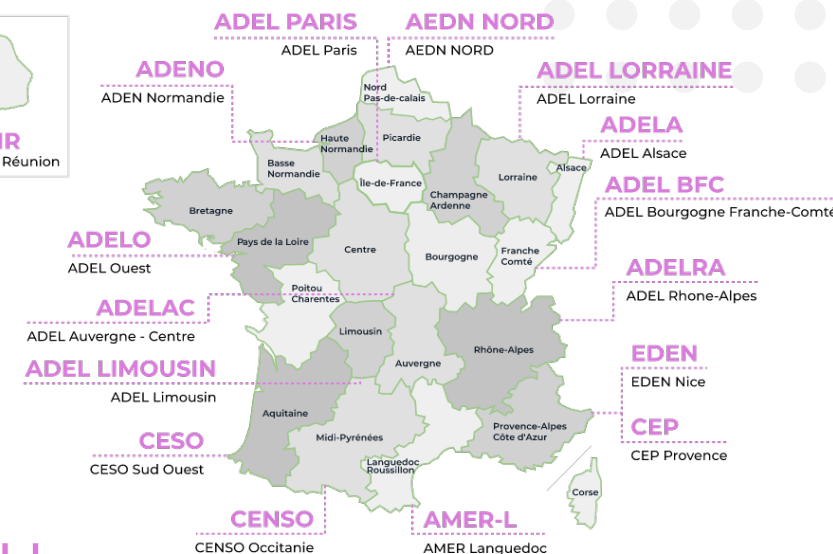 ADEL PARIS
ADEL Paris
AEDN NORD
AEDN NORD
ADENO
ADEN Normandie
ADEL LORRAINE
ADEL Lorraine
ADELA
ADEL Alsace
ADEL BFC
ADEL Bourgogne Franche-Comté
IR
Réunion
ADELO
ADEL Ouest
ADELRA
ADEL Rhone-Alpes
ADELAC
ADEL Auvergne - Centre
ADEL LIMOUSIN
ADEL Limousin
EDEN
EDEN Nice
CEP
CEP Provence
CESO
CESO Sud Ouest
CENSO
CENSO Occitanie
AMER-L
AMER Languedoc
Nord
Pas-de-calais
Picardie
Haute
Normandie
Basse
Normandie
Île-de-France
Champagne
Ardenne
Lorraine
Alsace
Bretagne
Pays de la Loire
Centre
Bourgogne
Franche
Comté
Poitou
Charentes
Limousin
Auvergne
Rhône-Alpes
Aquitaine
Midi-Pyrénées
Languedoc
Roussillon
Provence-Alpes
Côte d'Azur
Corse